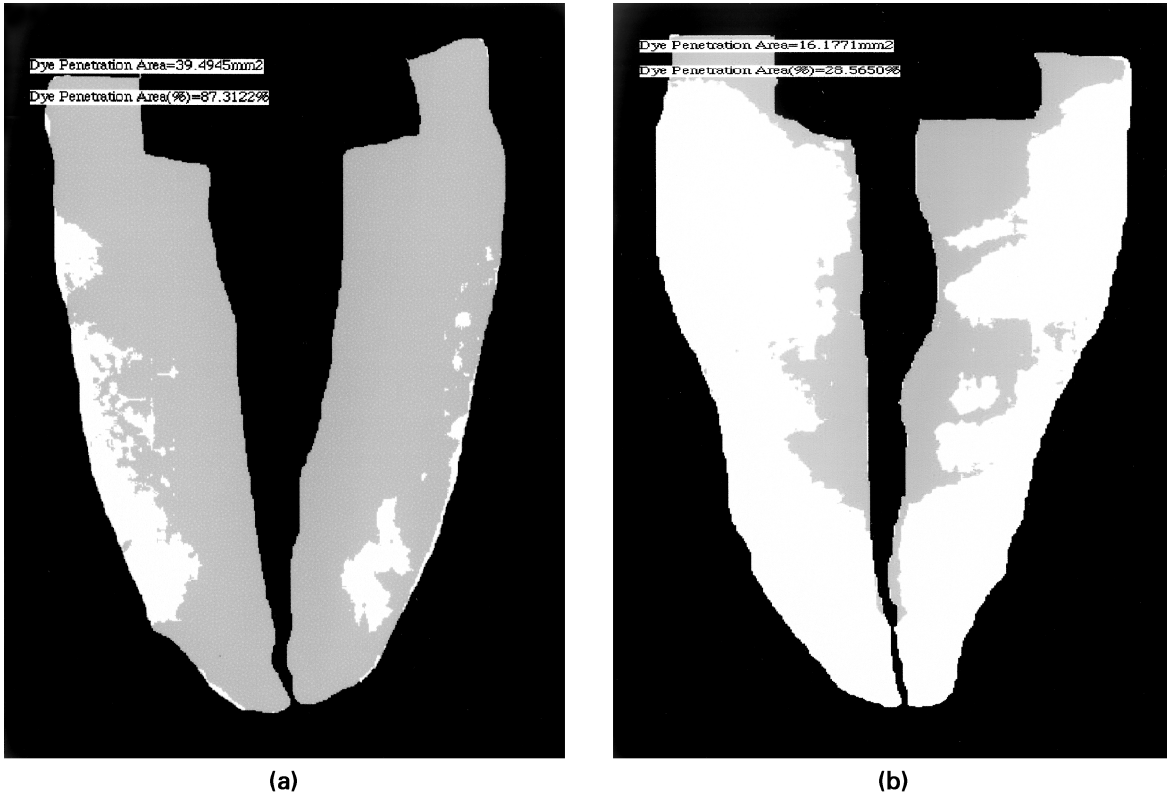 Dye Penetration Area=39.4945mm2
Dye Penetration Area(%)=87.3122%
(a)
Dye Penetration Area=16.1771mm2
Dye Penetration Area(%)=28.5650%
(b)